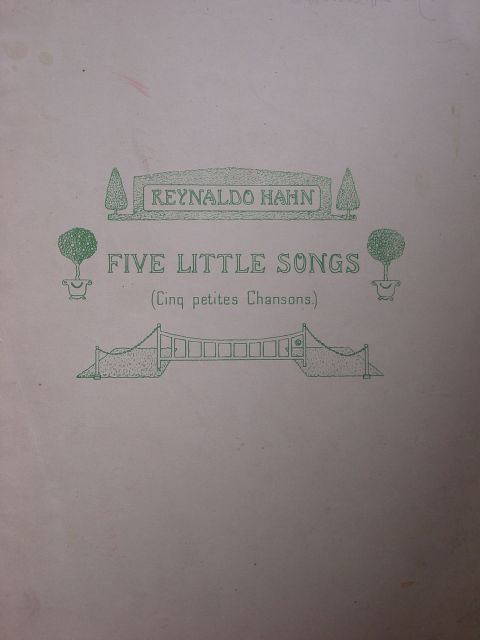 REYNALDO HAHN
FIVE LITTLE SONGS
(Cinq petites Chansons.)